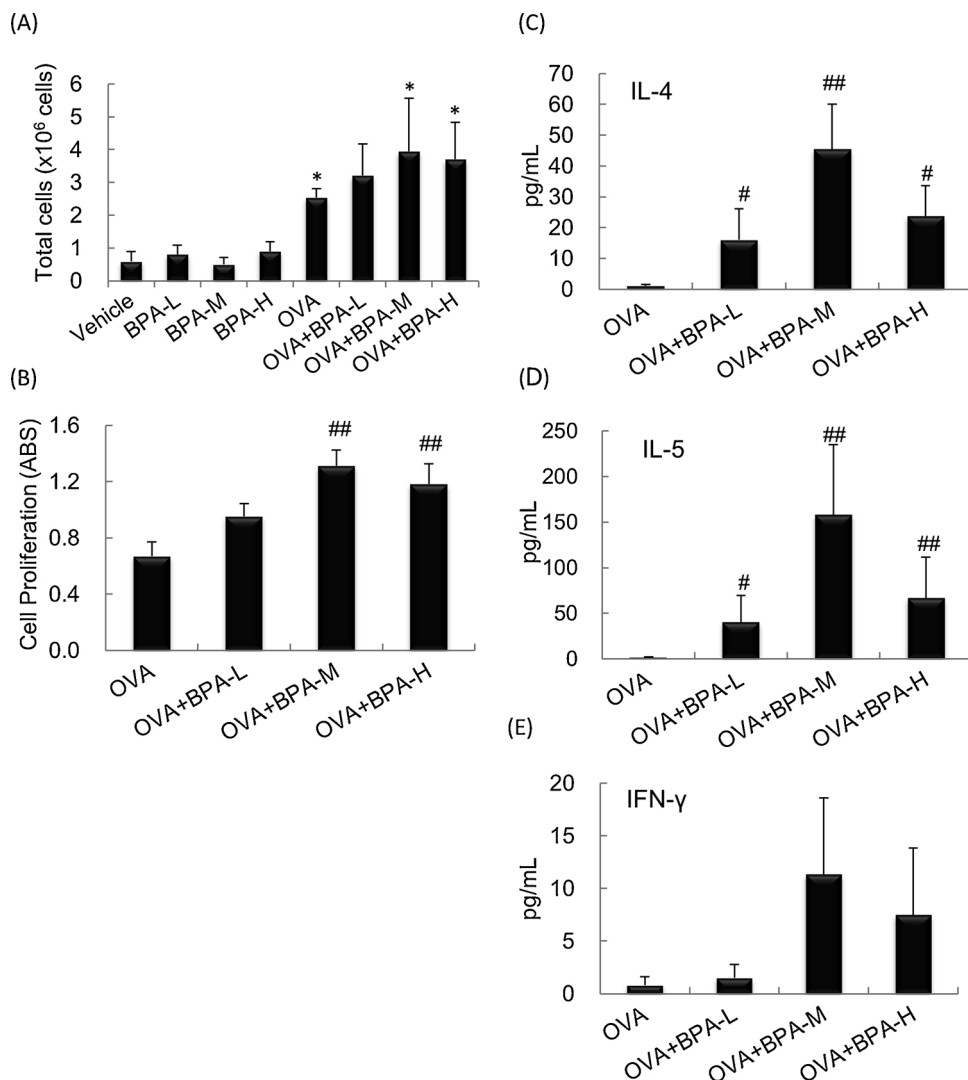 (A)
Total cells (x10⁶ cells)
6
5
4
3
2
1
0
*
*
*
Vehicle
BPA-L
BPA-M
BPA-H
OVA
OVA+BPA-L
OVA+BPA-M
OVA+BPA-H
(B)
Cell Proliferation (ABS)
1.6
1.2
0.8
0.4
0.0
##
##
OVA
OVA+BPA-L
OVA+BPA-M
OVA+BPA-H
(C)
IL-4
pg/mL
70
60
50
40
30
20
10
0
#
##
#
OVA
OVA+BPA-L
OVA+BPA-M
OVA+BPA-H
(D)
IL-5
pg/mL
250
200
150
100
50
0
#
##
##
OVA
OVA+BPA-L
OVA+BPA-M
OVA+BPA-H
(E)
IFN-γ
pg/mL
20
15
10
5
0
OVA
OVA+BPA-L
OVA+BPA-M
OVA+BPA-H